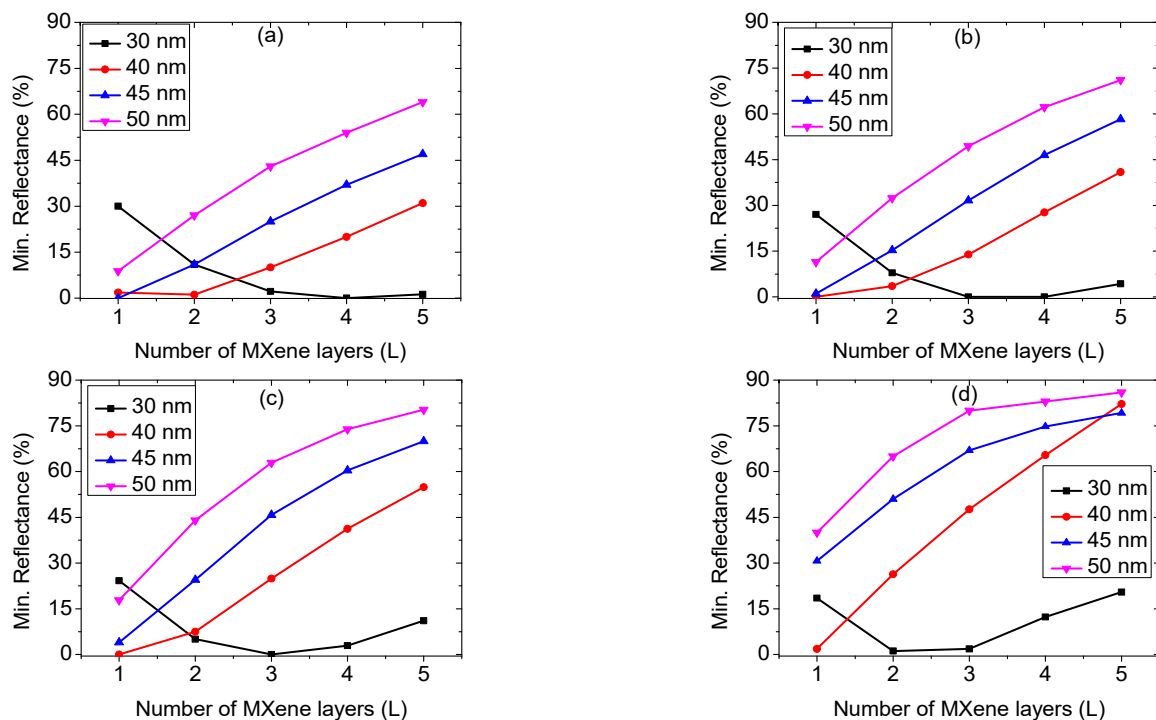 (a)
Min. Reflectance (%)
90
75
60
45
30
15
0
30 nm
40 nm
45 nm
50 nm
1 2 3 4 5
Number of MXene layers (L)
(b)
Min. Reflectance (%)
90
75
60
45
30
15
0
30 nm
40 nm
45 nm
50 nm
1 2 3 4 5
Number of MXene layers (L)
(c)
Min. Reflectance (%)
90
75
60
45
30
15
0
30 nm
40 nm
45 nm
50 nm
1 2 3 4 5
Number of MXene layers (L)
(d)
Min. Reflectance (%)
90
75
60
45
30
15
0
30 nm
40 nm
45 nm
50 nm
1 2 3 4 5
Number of MXene layers (L)